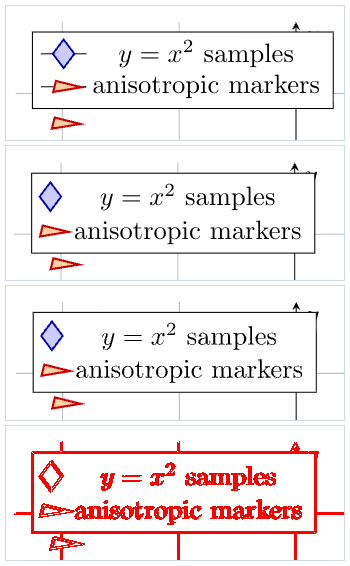 y = x² samples
anisotropic markers
y = x² samples
anisotropic markers
y = x² samples
anisotropic markers
y = x² samples
anisotropic markers